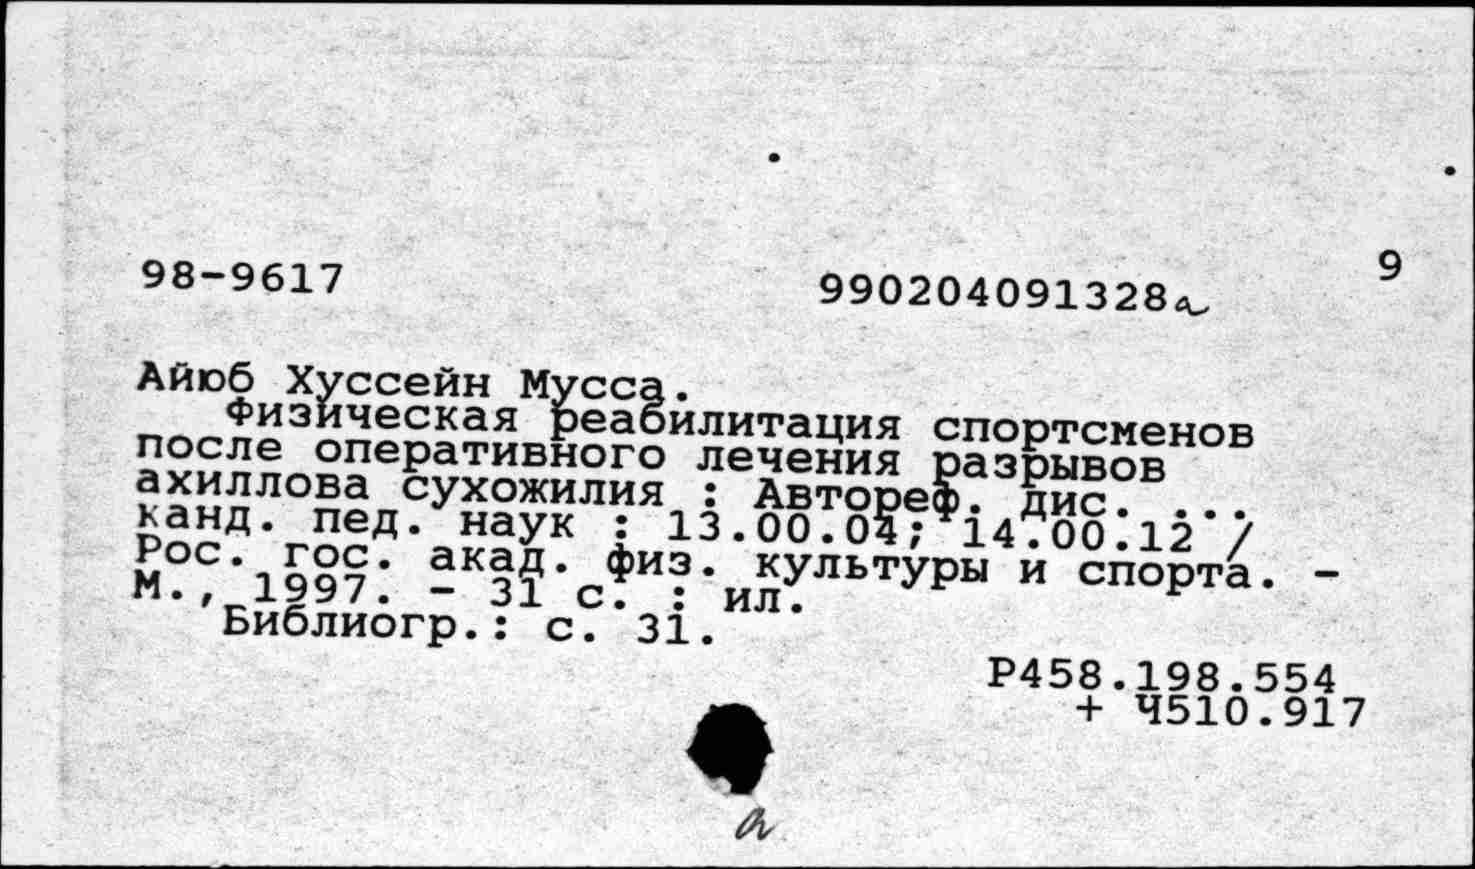 9
98-9617 990204091328a
Айюб Хуссейн Мусса.
Физическая реабилитация спортсменов
после оперативного лечения разрывов
ахиллова сухожилия : Автореф. дис. ...
канд. пед. наук : 13.00.04; 14.00.12 /
Рос. гос. акад. физ. культуры и спорта. -
М., 1997. - 31 с. : ил.
Библиогр.: с. 31.
Р458.198.554
+ Ч510.917
а